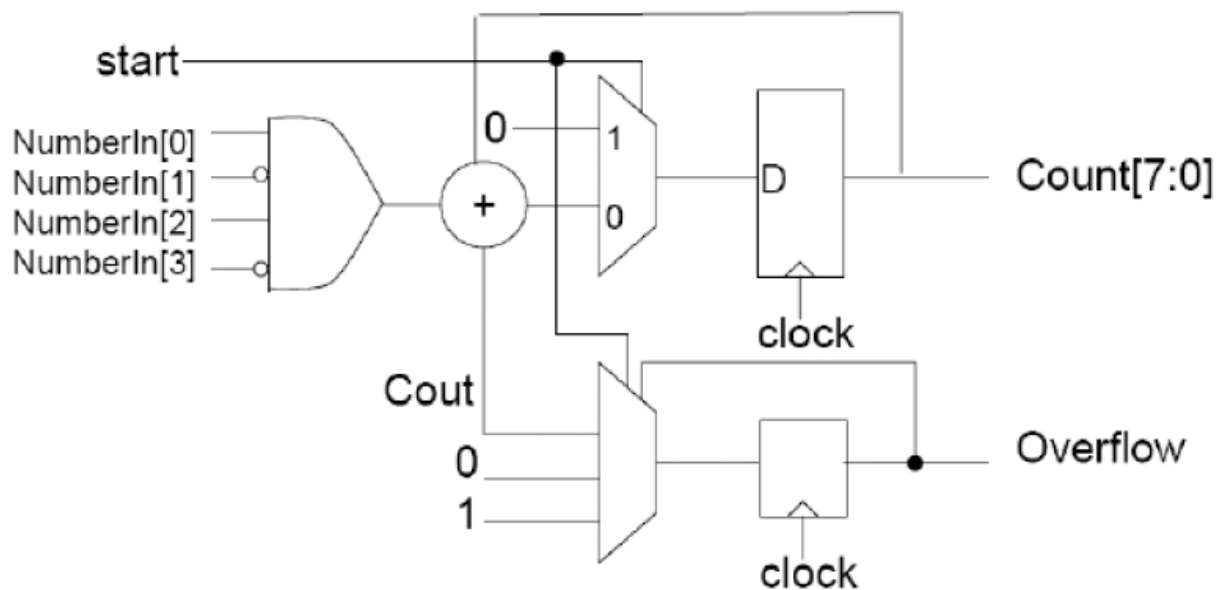 start
NumberIn[0]
NumberIn[1]
NumberIn[2]
NumberIn[3]
0
1
+
0
D
Count[7:0]
clock
Cout
0
1
Overflow
clock